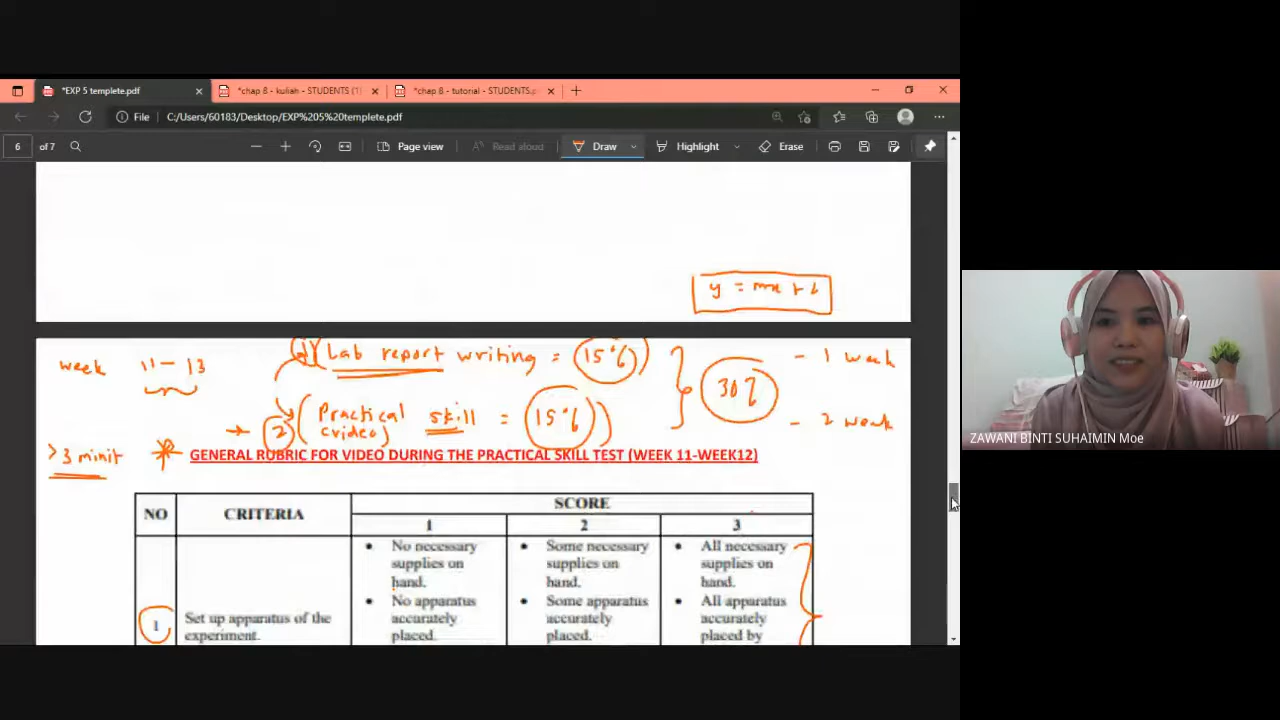 *EXP 5 templete.pdf
*chap 8 - kuliah - STUDENTS (1)
*chap 8 - tutorial - STUDENTS.p
File C:/Users/60183/Desktop/EXP%205%20templete.pdf
6 of 7 Page view Read aloud Draw Highlight Erase
y = mx + c
week 11 - 13
1 Lab report writing = 15%
30%
- 1 week
2 (Practical skill = 15%)
(video)
- 2 week
>3 minit
* GENERAL RUBRIC FOR VIDEO DURING THE PRACTICAL SKILL TEST (WEEK 11-WEEK12)
NO CRITERIA SCORE
1 2 3
1 Set up apparatus of the experiment.
• No necessary supplies on hand.
• No apparatus accurately placed.
• Some necessary supplies on hand.
• Some apparatus accurately placed.
• All necessary supplies on hand.
• All apparatus accurately placed by
ZAWANI BINTI SUHAIMIN Moe